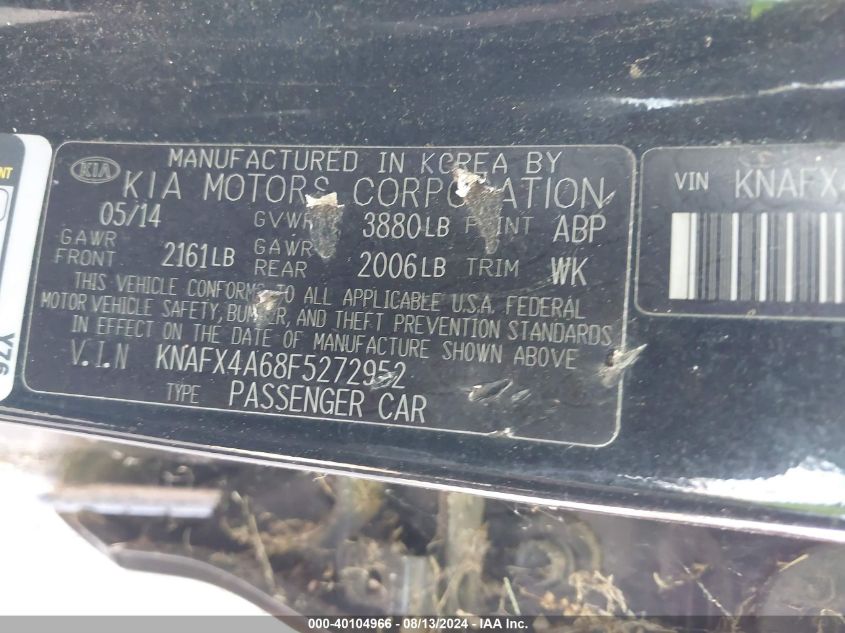 MANUFACTURED IN KOREA BY
KIA KIA MOTORS CORPORATION
05/14 GVWR 3880LB PAINT ABP
GAWR FRONT 2161LB GAWR REAR 2006LB TRIM WK
THIS VEHICLE CONFORMS TO ALL APPLICABLE U.S.A. FEDERAL
MOTOR VEHICLE SAFETY, BUMPER, AND THEFT PREVENTION STANDARDS
IN EFFECT ON THE DATE OF MANUFACTURE SHOWN ABOVE
V.I.N KNAFX4A68F5272952
TYPE PASSENGER CAR
VIN KNAFX4
Y76
000-40104966 - 08/13/2024 - IAA Inc.